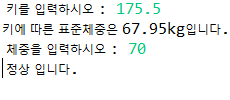 키를 입력하시오 : 175.5
키에 따른 표준체중은 67.95kg입니다.
체중을 입력하시오 : 70
정상 입니다.